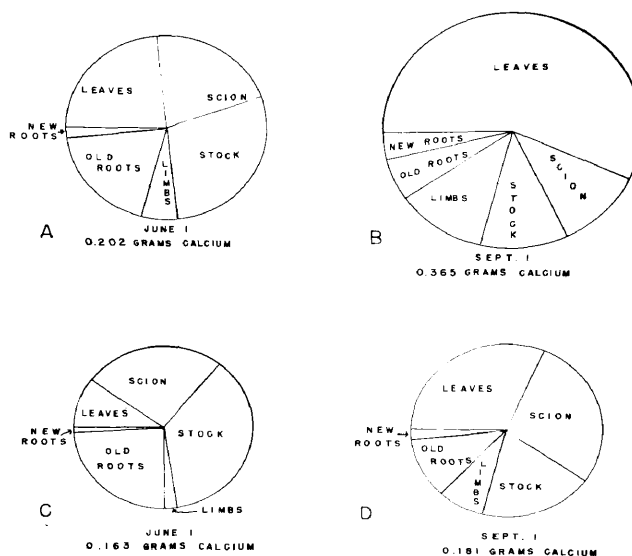 LEAVES
SCION
NEW
ROOTS
OLD
ROOTS
LIMBS
STOCK
A
JUNE 1
0.202 GRAMS CALCIUM
LEAVES
NEW ROOTS
OLD ROOTS
LIMBS
STOCK
SCION
B
SEPT. 1
0.365 GRAMS CALCIUM
SCION
LEAVES
NEW
ROOTS
STOCK
OLD
ROOTS
LIMBS
C
JUNE 1
0.163 GRAMS CALCIUM
LEAVES
SCION
NEW
ROOTS
OLD
ROOTS
LIMBS
STOCK
D
SEPT. 1
0.181 GRAMS CALCIUM